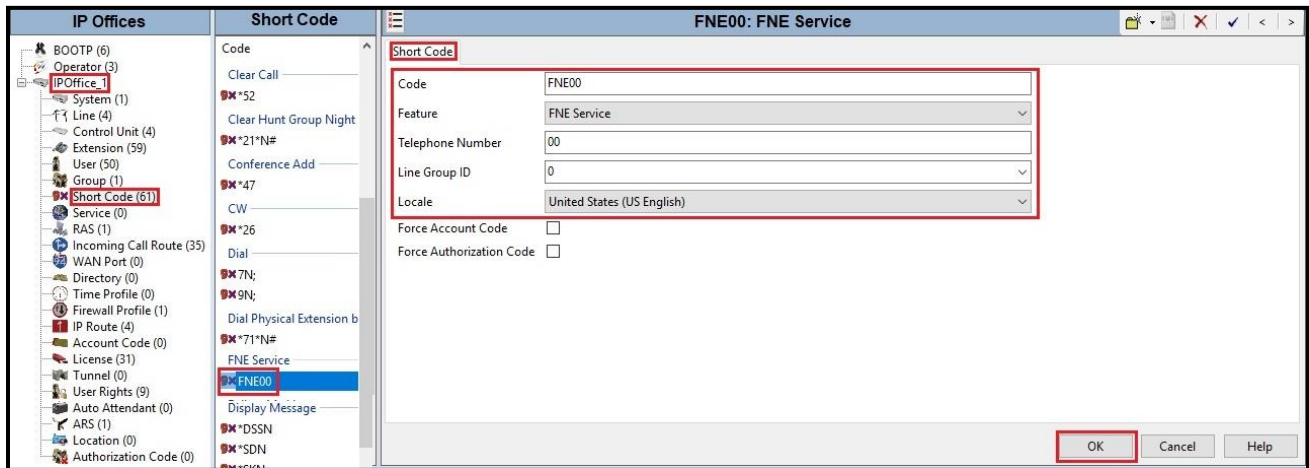 IP Offices
BOOTP (6)
Operator (3)
IPOffice_1
System (1)
Line (4)
Control Unit (4)
Extension (59)
User (50)
Group (1)
Short Code (61)
Service (0)
RAS (1)
Incoming Call Route (35)
WAN Port (0)
Directory (0)
Time Profile (0)
Firewall Profile (1)
IP Route (4)
Account Code (0)
License (31)
Tunnel (0)
User Rights (9)
Auto Attendant (0)
ARS (1)
Location (0)
Authorization Code (0)
Short Code
Code
Clear Call
*52
Clear Hunt Group Night
*21*N#
Conference Add
*47
CW
*26
Dial
7N;
9N;
Dial Physical Extension b
*71*N#
FNE Service
FNE00
Display Message
*DSSN
*SDN
FNE00: FNE Service
Short Code
Code FNE00
Feature FNE Service
Telephone Number 00
Line Group ID 0
Locale United States (US English)
Force Account Code
Force Authorization Code
OK Cancel Help